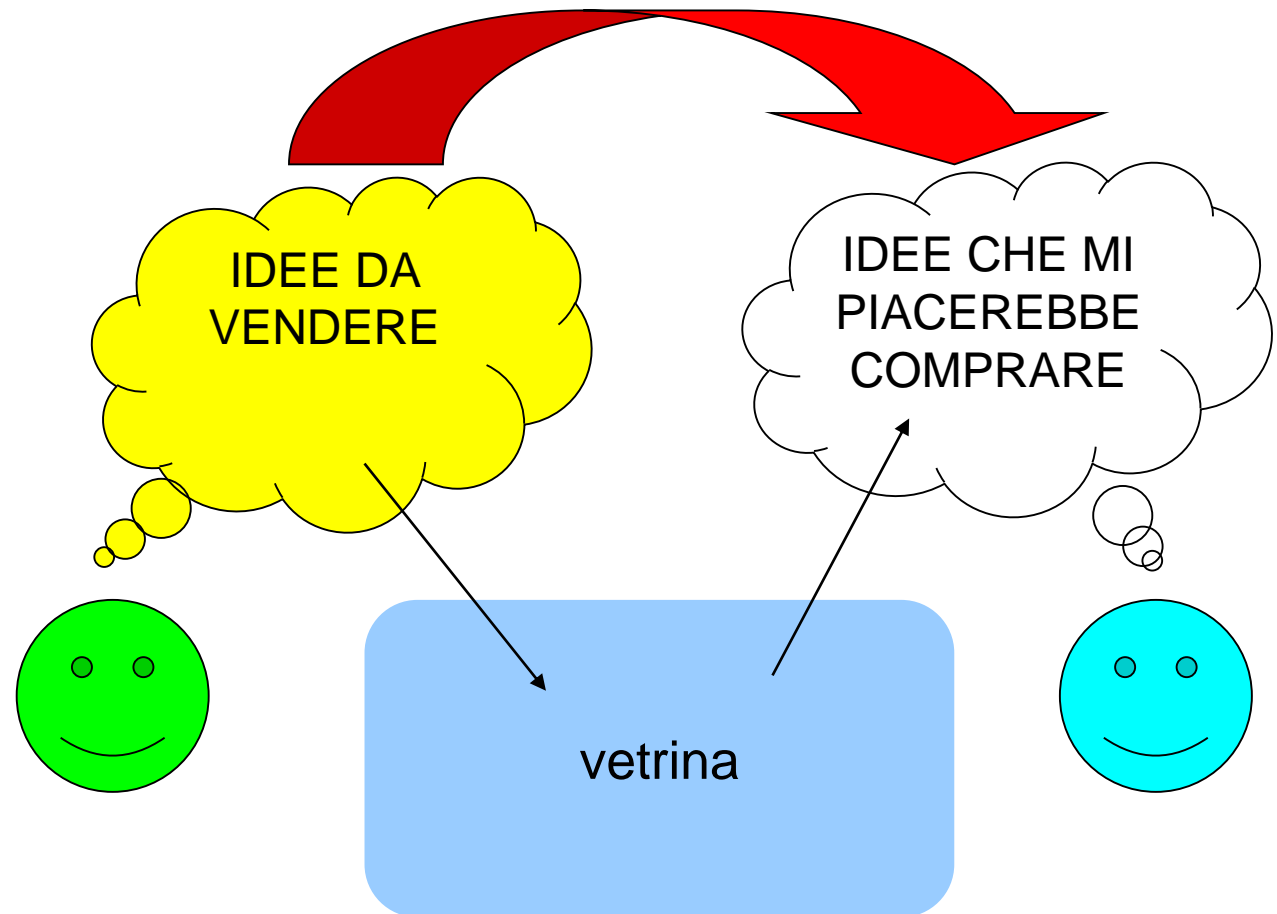 IDEE DA
VENDERE
IDEE CHE MI
PIACEREBBE
COMPRARE
vetrina